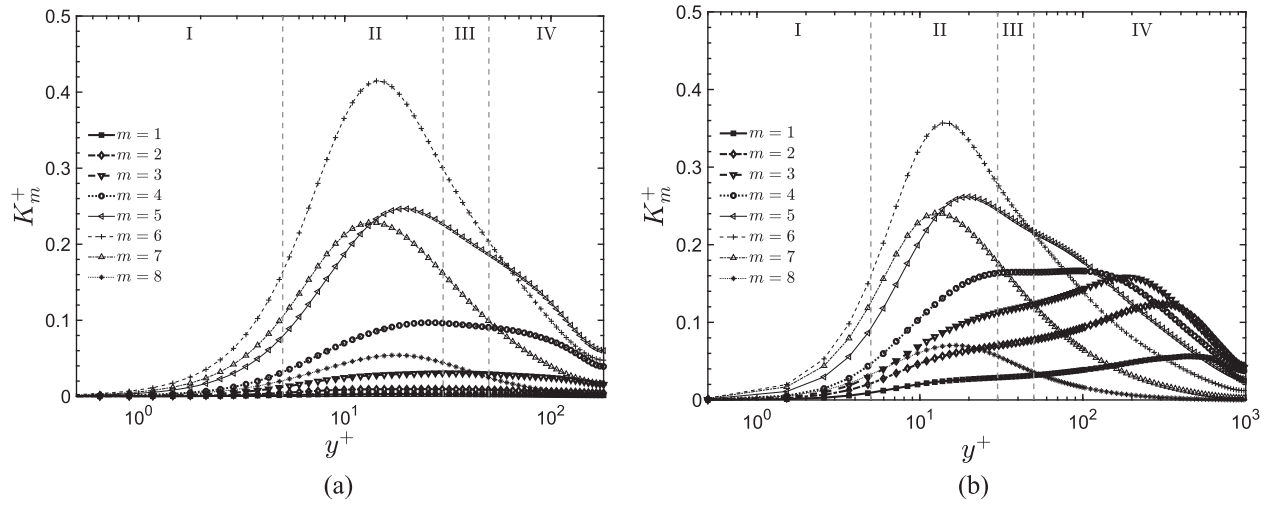 0.5
0.4
0.3
0.2
0.1
0
K_m^+
I
II
III
IV
m = 1
m = 2
m = 3
m = 4
m = 5
m = 6
m = 7
m = 8
10^0
10^1
10^2
y^+
(a)
0.5
0.4
0.3
0.2
0.1
0
K_m^+
I
II
III
IV
m = 1
m = 2
m = 3
m = 4
m = 5
m = 6
m = 7
m = 8
10^0
10^1
10^2
10^3
y^+
(b)